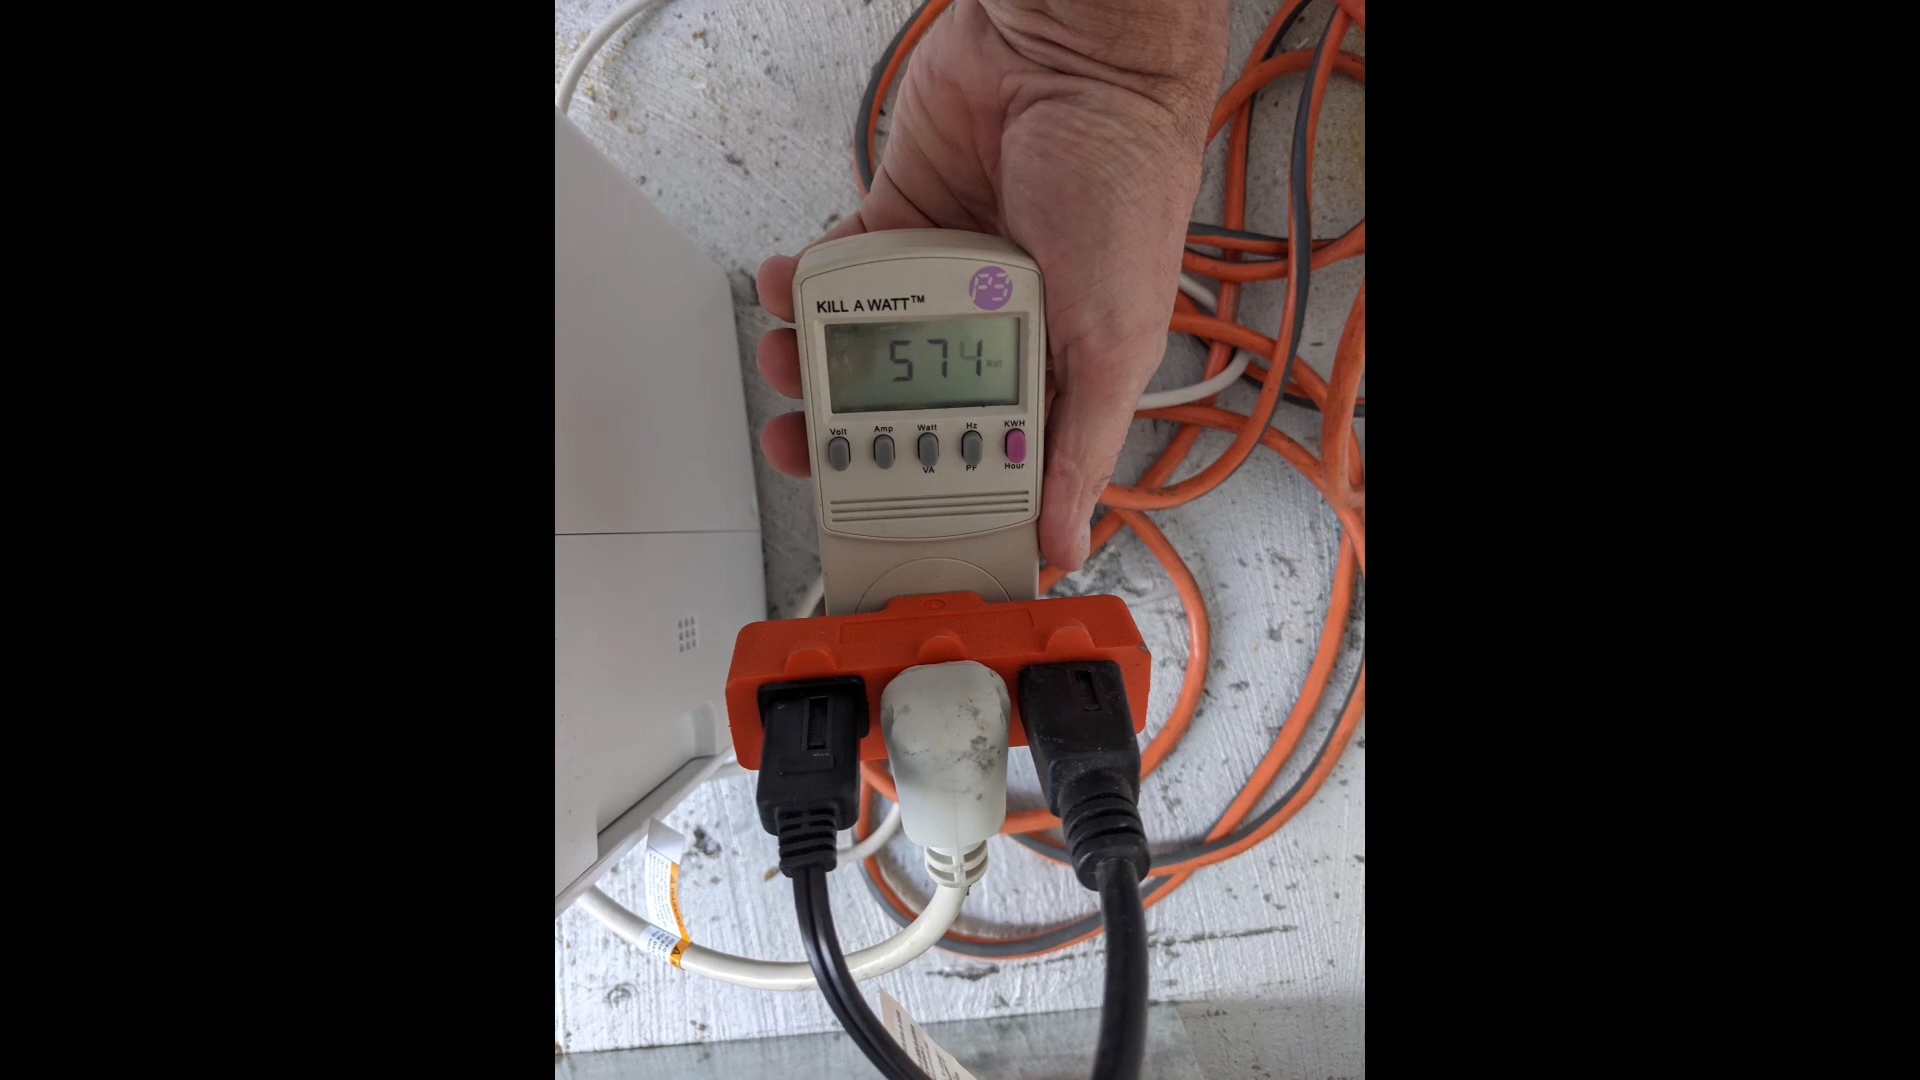 P3
KILL A WATT™
574 Watt
Volt Amp Watt Hz KWH
VA PF Hour